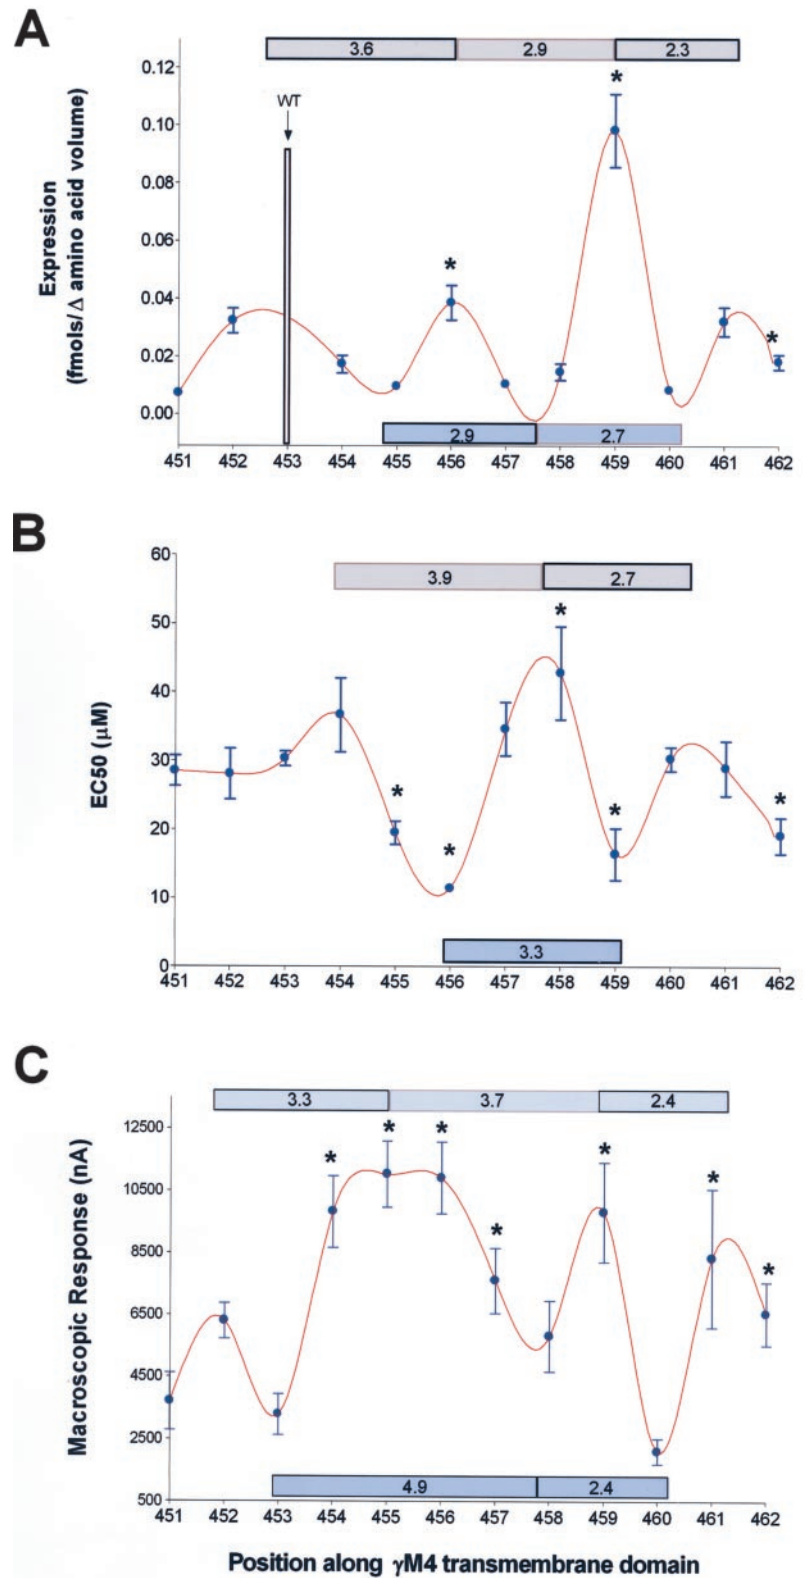 A
3.6 2.9 2.3
0.12
0.10
0.08
0.06
0.04
0.02
0.00
Expression
(fmols/Δ amino acid volume)
WT
*
*
*
2.9 2.7
451 452 453 454 455 456 457 458 459 460 461 462
B
3.9 2.7
60
50
40
30
20
10
0
EC50 (μM)
*
*
*
*
*
3.3
451 452 453 454 455 456 457 458 459 460 461 462
C
3.3 3.7 2.4
12500
10500
8500
6500
4500
2500
500
Macroscopic Response (nA)
* * * * * * *
4.9 2.4
451 452 453 454 455 456 457 458 459 460 461 462
Position along γM4 transmembrane domain